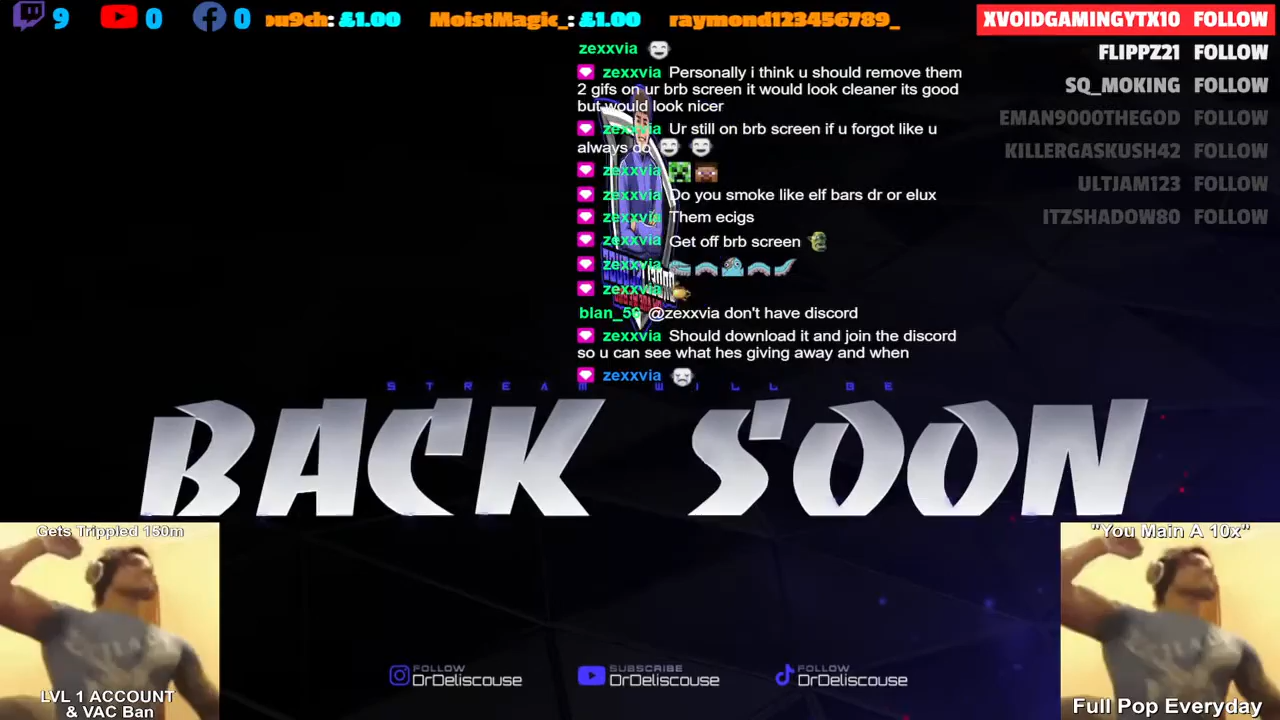 9 0 0 ou9ch: £1.00 MoistMagic_: £1.00 raymond123456789_
XVOIDGAMINGYTX10 FOLLOW
FLIPPZ21 FOLLOW
SQ_MOKING FOLLOW
EMAN9000THEGOD FOLLOW
KILLERGASKUSH42 FOLLOW
ULTJAM123 FOLLOW
ITZSHADOW80 FOLLOW
zexxvia
zexxvia Personally i think u should remove them
2 gifs on ur brb screen it would look cleaner its good
but would look nicer
zexxvia Ur still on brb screen if u forgot like u
always do
zexxvia
zexxvia Do you smoke like elf bars dr or elux
zexxvia Them ecigs
zexxvia Get off brb screen
zexxvia
zexxvia
blan_56 @zexxvia don't have discord
zexxvia Should download it and join the discord
so u can see what hes giving away and when
zexxvia
STREAM WILL BE
BACK SOON
Gets Trippled 150m
LVL 1 ACCOUNT
& VAC Ban
"You Main A 10x"
Full Pop Everyday
FOLLOW
DrDeliscouse
SUBSCRIBE
DrDeliscouse
FOLLOW
DrDeliscouse